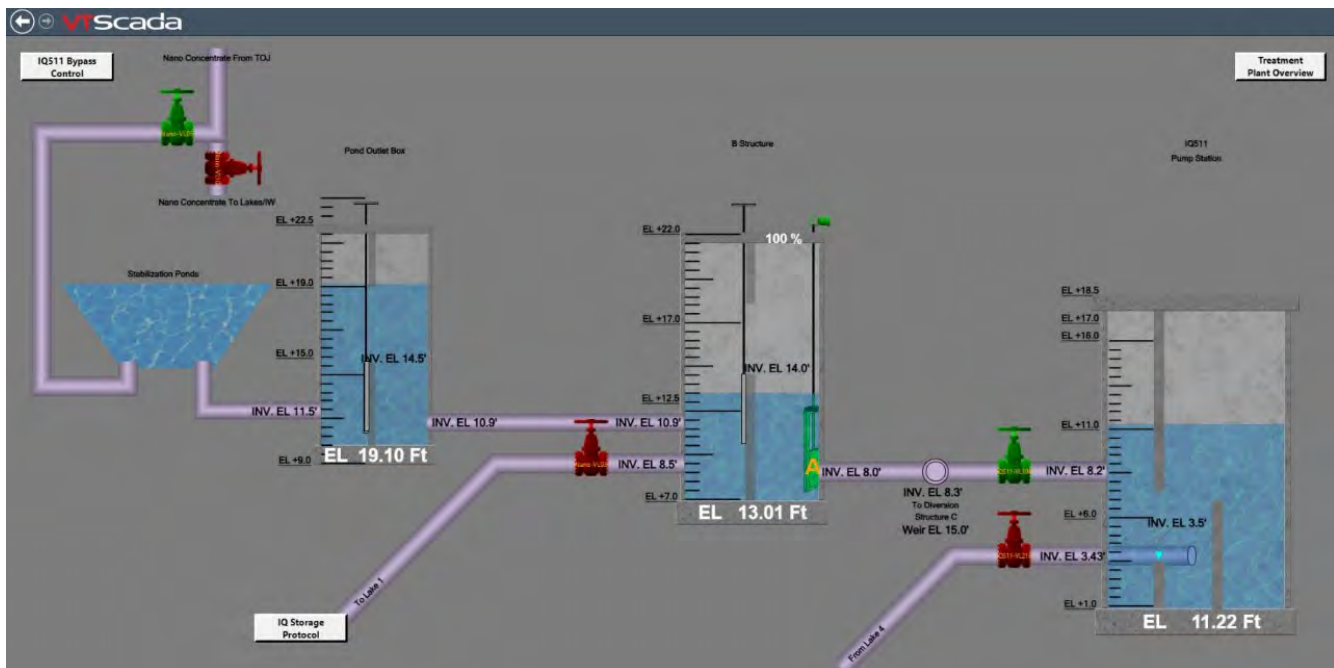 VTScada
IQ511 Bypass
Control
Nano Concentrate From TOJ
Treatment
Plant Overview
Nano Concentrate To Lakes/IW
Pond Outlet Box
B Structure
IQ511
Pump Station
Stabilization Ponds
EL +22.5
EL +19.0
EL +15.0
INV. EL 14.5'
INV. EL 11.5'
EL +9.0
EL 19.10 Ft
INV. EL 10.9'
INV. EL 10.9'
INV. EL 8.5'
EL +22.0
100 %
EL +17.0
INV. EL 14.0'
EL +12.5
A
EL +7.0
EL 13.01 Ft
INV. EL 8.0'
INV. EL 8.3'
To Diversion
Structure C
Weir EL 15.0'
INV. EL 8.2'
EL +18.5
EL +17.0
EL +16.0
EL +11.0
EL +6.0
INV. EL 3.5'
INV. EL 3.43'
EL +1.0
EL 11.22 Ft
To Lake 1
IQ Storage
Protocol
From Lake 4